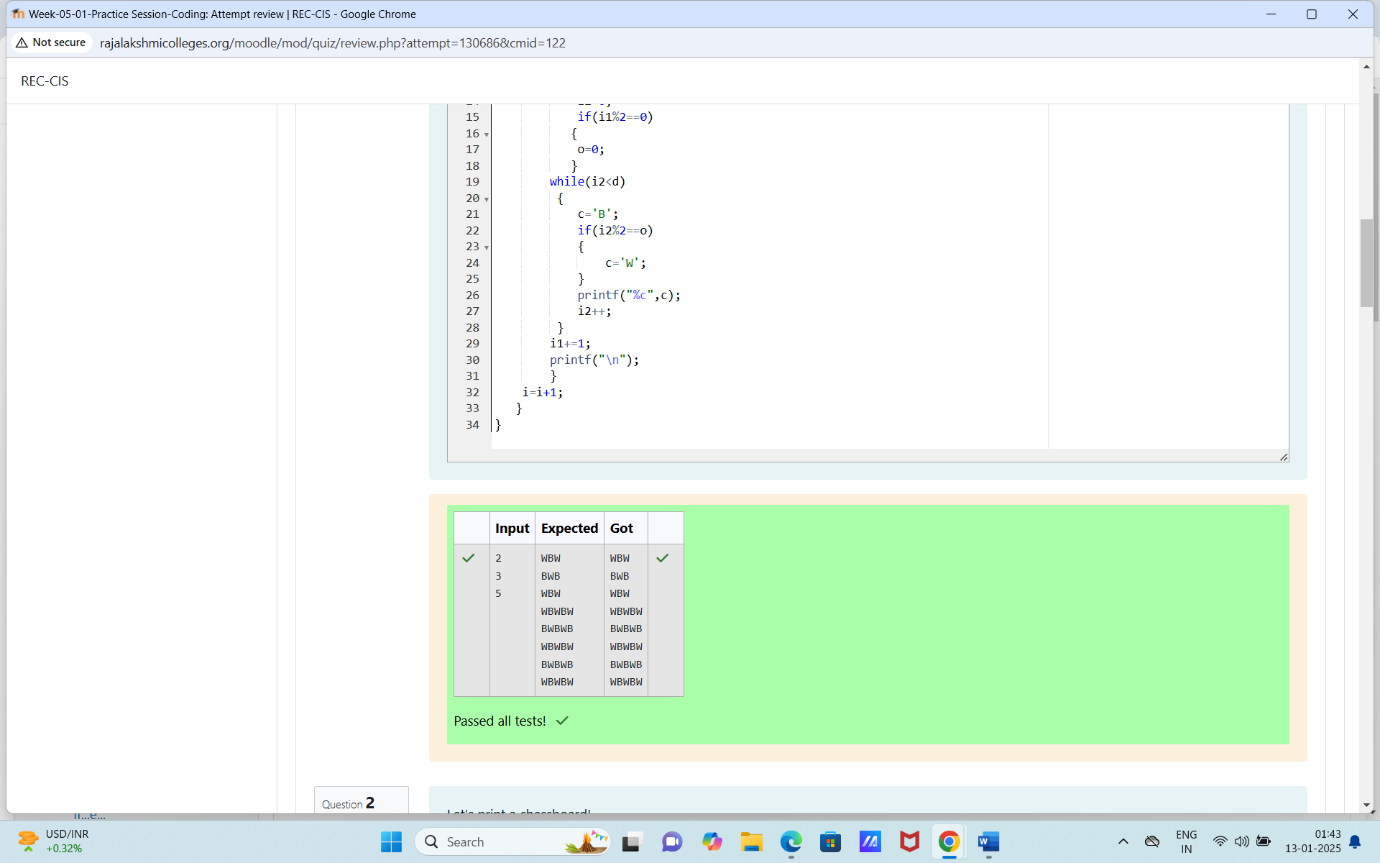 Week-05-01-Practice Session-Coding: Attempt review | REC-CIS - Google Chrome
Not secure rajalakshmicolleges.org/moodle/mod/quiz/review.php?attempt=130686&cmid=122
REC-CIS
15 if(i1%2==0)
16 {
17 o=0;
18 }
19 while(i2<d)
20 {
21 c='B';
22 if(i2%2==o)
23 {
24 c='W';
25 }
26 printf("%c",c);
27 i2++;
28 }
29 i1+=1;
30 printf("\n");
31 }
32 i=i+1;
33 }
34 }
Input Expected Got
2 WBW WBW
3 BWB BWB
5 WBW WBW
WBWBW WBWBW
BWBWB BWBWB
WBWBW WBWBW
BWBWB BWBWB
WBWBW WBWBW
Passed all tests!
Question 2
Let's print a chessboard!
USD/INR
+0.32%
Search
ENG
IN
01:43
13-01-2025